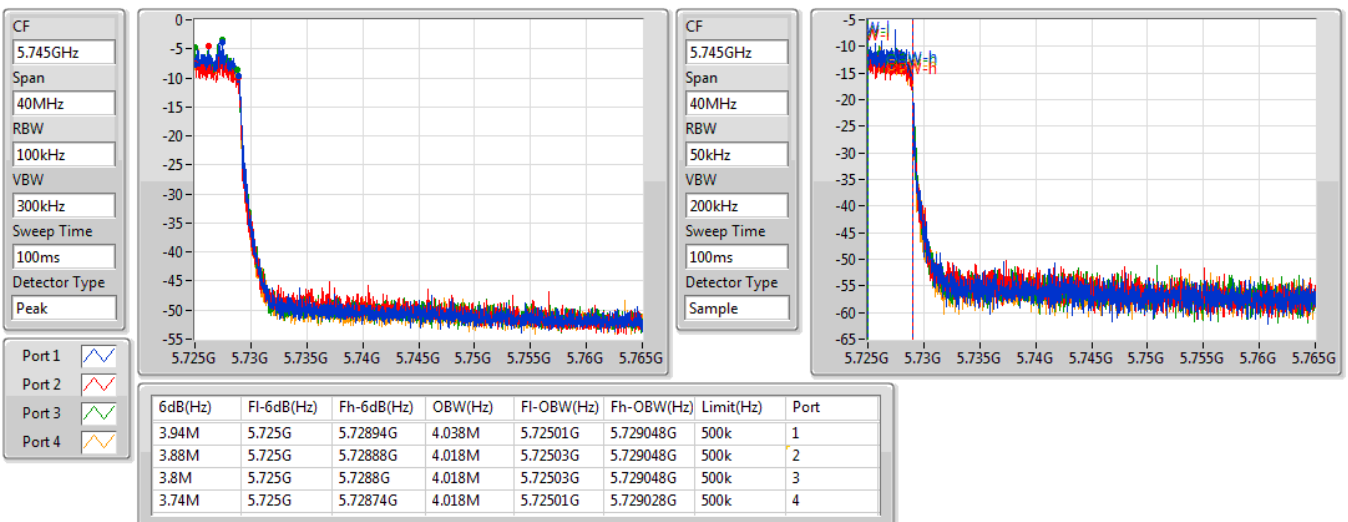 CF
5.745GHz
Span
40MHz
RBW
100kHz
VBW
300kHz
Sweep Time
100ms
Detector Type
Peak
0
-5
-10
-15
-20
-25
-30
-35
-40
-45
-50
-55
5.725G 5.73G 5.735G 5.74G 5.745G 5.75G 5.755G 5.76G 5.765G
CF
5.745GHz
Span
40MHz
RBW
50kHz
VBW
200kHz
Sweep Time
100ms
Detector Type
Sample
-5
-10
-15
-20
-25
-30
-35
-40
-45
-50
-55
-60
-65
5.725G 5.73G 5.735G 5.74G 5.745G 5.75G 5.755G 5.76G 5.765G
Port 1
Port 2
Port 3
Port 4
6dB(Hz) Fl-6dB(Hz) Fh-6dB(Hz) OBW(Hz) Fl-OBW(Hz) Fh-OBW(Hz) Limit(Hz) Port
3.94M 5.725G 5.72894G 4.038M 5.72501G 5.729048G 500k 1
3.88M 5.725G 5.72888G 4.018M 5.72503G 5.729048G 500k 2
3.8M 5.725G 5.7288G 4.018M 5.72503G 5.729048G 500k 3
3.74M 5.725G 5.72874G 4.018M 5.72501G 5.729028G 500k 4